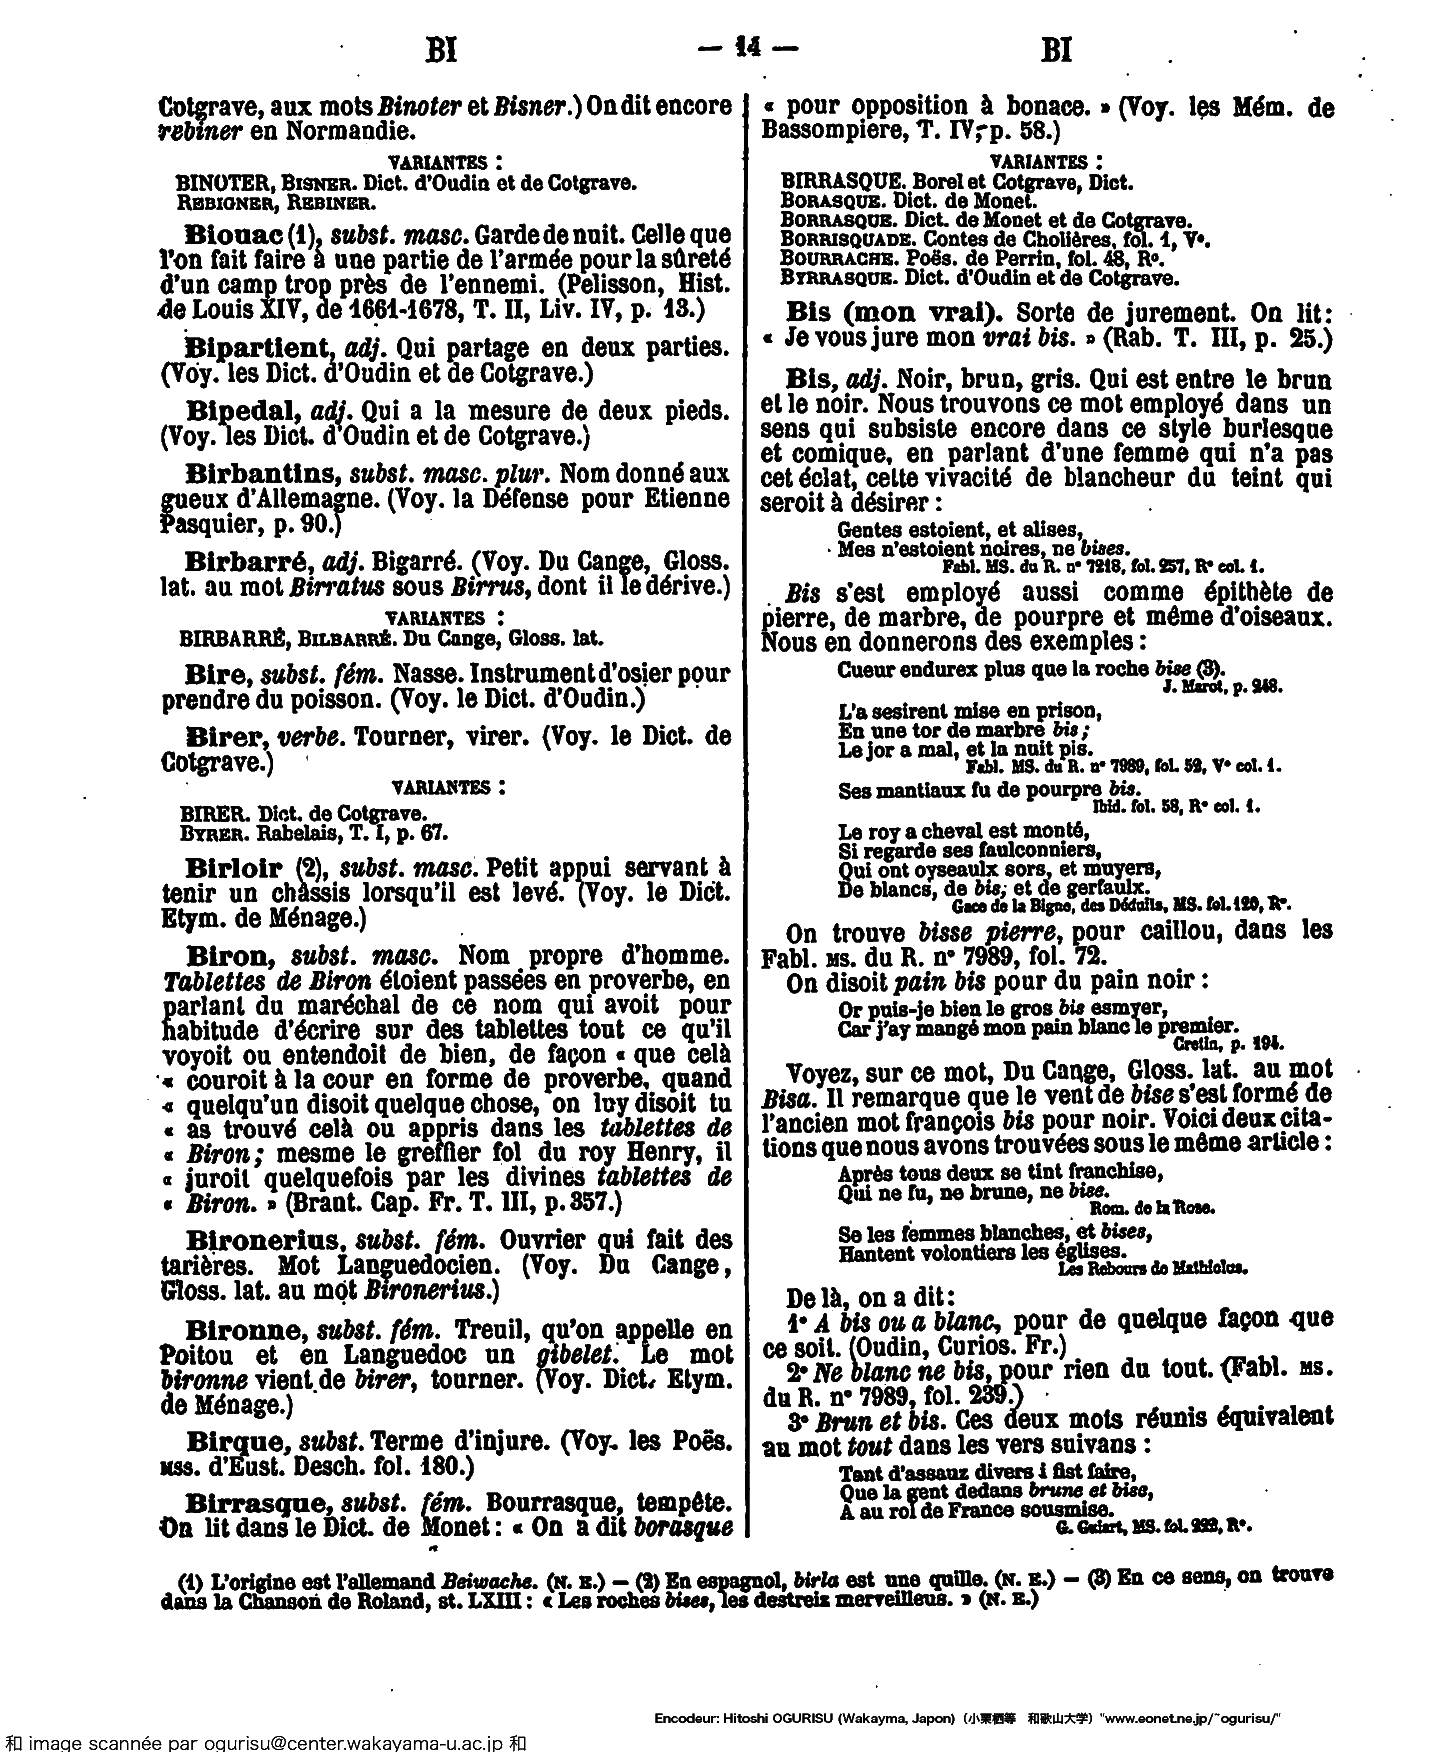 BI
— 14 —
BI
Cotgrave, aux mots Binoter et Bisner.) On dit encore
rebiner en Normandie.
VARIANTES :
BINOTER, BISNER. Dict. d'Oudin et de Cotgrave.
REBIGNER, REBINER.
Biouac (1), subst. masc. Garde de nuit. Celle que
l'on fait faire à une partie de l'armée pour la sûreté
d'un camp trop près de l'ennemi. (Pelisson, Hist.
de Louis XIV, de 1661-1678, T. II, Liv. IV, p. 13.)
Bipartient, adj. Qui partage en deux parties.
(Voy. les Dict. d'Oudin et de Cotgrave.)
Bipedal, adj. Qui a la mesure de deux pieds.
(Voy. les Dict. d'Oudin et de Cotgrave.)
Birbantins, subst. masc. plur. Nom donné aux
gueux d'Allemagne. (Voy. la Défense pour Etienne
Pasquier, p. 90.)
Birbarré, adj. Bigarré. (Voy. Du Cange, Gloss.
lat. au mot Birratus sous Birrus, dont il le dérive.)
VARIANTES :
BIRBARRÉ, BILBARRÉ. Du Cange, Gloss. lat.
Bire, subst. fém. Nasse. Instrument d'osier pour
prendre du poisson. (Voy. le Dict. d'Oudin.)
Birer, verbe. Tourner, virer. (Voy. le Dict. de
Cotgrave.)
VARIANTES :
BIRER. Dict. de Cotgrave.
BYRER. Rabelais, T. I, p. 67.
Birloir (2), subst. masc. Petit appui servant à
tenir un châssis lorsqu'il est levé. (Voy. le Dict.
Etym. de Ménage.)
Biron, subst. masc. Nom propre d'homme.
Tablettes de Biron étoient passées en proverbe, en
parlant du maréchal de ce nom qui avoit pour
habitude d'écrire sur des tablettes tout ce qu'il
voyoit ou entendoit de bien, de façon « que celà
« couroit à la cour en forme de proverbe, quand
« quelqu'un disoit quelque chose, on luy disoit tu
« as trouvé celà ou appris dans les tablettes de
« Biron ; mesme le greffier fol du roy Henry, il
« juroit quelquefois par les divines tablettes de
« Biron. » (Brant. Cap. Fr. T. III, p. 357.)
Bironerius, subst. fém. Ouvrier qui fait des
tarières. Mot Languedocien. (Voy. Du Cange,
Gloss. lat. au mot Bironerius.)
Bironne, subst. fém. Treuil, qu'on appelle en
Poitou et en Languedoc un gibelet. Le mot
bironne vient de birer, tourner. (Voy. Dict. Etym.
de Ménage.)
Birque, subst. Terme d'injure. (Voy. les Poës.
MSS. d'Eust. Desch. fol. 180.)
Birrasque, subst. fém. Bourrasque, tempête.
On lit dans le Dict. de Monet : « On a dit borasque
« pour opposition à bonace. » (Voy. les Mém. de
Bassompiere, T. IV, p. 58.)
VARIANTES :
BIRRASQUE. Borel et Cotgrave, Dict.
BORASQUE. Dict. de Monet.
BORRASQUE. Dict. de Monet et de Cotgrave.
BORRISQUADE. Contes de Cholières, fol. 1, V°.
BOURRACHE. Poës. de Perrin, fol. 48, R°.
BYRRASQUE. Dict. d'Oudin et de Cotgrave.
Bis (mon vrai). Sorte de jurement. On lit :
« Je vous jure mon vrai bis. » (Rab. T. III, p. 25.)
Bis, adj. Noir, brun, gris. Qui est entre le brun
et le noir. Nous trouvons ce mot employé dans un
sens qui subsiste encore dans ce style burlesque
et comique, en parlant d'une femme qui n'a pas
cet éclat, cette vivacité de blancheur du teint qui
seroit à désirer :
Gentes estoient, et alises,
Mes n'estoient noires, ne bises.
Fabl. MS. du R. n° 7218, fol. 257, R° col. 1.
Bis s'est employé aussi comme épithète de
pierre, de marbre, de pourpre et même d'oiseaux.
Nous en donnerons des exemples :
Cueur endurex plus que la roche bise (3).
J. Marot, p. 248.
L'a sesirent mise en prison,
En une tor de marbre bis ;
Le jor a mal, et la nuit pis.
Fabl. MS. du R. n° 7989, fol. 52, V° col. 1.
Ses mantiaux fu de pourpre bis.
Ibid. fol. 58, R° col. 1.
Le roy a cheval est monté,
Si regarde ses faulconniers,
Qui ont oyseaulx sors, et muyers,
De blancs, de bis, et de gerfaulx.
Gace de la Bigne, des Déduits, MS. fol. 120, R°.
On trouve bisse pierre, pour caillou, dans les
Fabl. MS. du R. n° 7989, fol. 72.
On disoit pain bis pour du pain noir :
Or puis-je bien le gros bis esmyer,
Car j'ay mangé mon pain blanc le premier.
Cretin, p. 194.
Voyez, sur ce mot, Du Cange, Gloss. lat. au mot
Bisa. Il remarque que le vent de bise s'est formé de
l'ancien mot françois bis pour noir. Voici deux cita-
tions que nous avons trouvées sous le même article :
Après tous deux se tint franchise,
Qui ne fu, ne brune, ne bise.
Rom. de la Rose.
Se les femmes blanches, et bises,
Hantent volontiers les églises.
Les Rebours de Mathiolus.
De là, on a dit :
1° A bis ou a blanc, pour de quelque façon que
ce soit. (Oudin, Curios. Fr.)
2° Ne blanc ne bis, pour rien du tout. (Fabl. MS.
du R. n° 7989, fol. 239.)
3° Brun et bis. Ces deux mots réunis équivalent
au mot tout dans les vers suivans :
Tant d'assauz divers i fist faire,
Que la gent dedans brune et bise,
A au roi de France sousmise.
G. Guiart, MS. fol. 222, R°.
(1) L'origine est l'allemand Beiwache. (N. E.) — (2) En espagnol, birla est une quille. (N. E.) — (3) En ce sens, on trouve
dans la Chanson de Roland, st. LXIII : « Les roches bises, les destreix merveilleus. » (N. E.)
Encodeur: Hitoshi OGURISU (Wakayma, Japon)（小栗栖等　和歌山大学）"www.eonet.ne.jp/~ogurisu/"
和 image scannée par ogurisu@center.wakayama-u.ac.jp 和